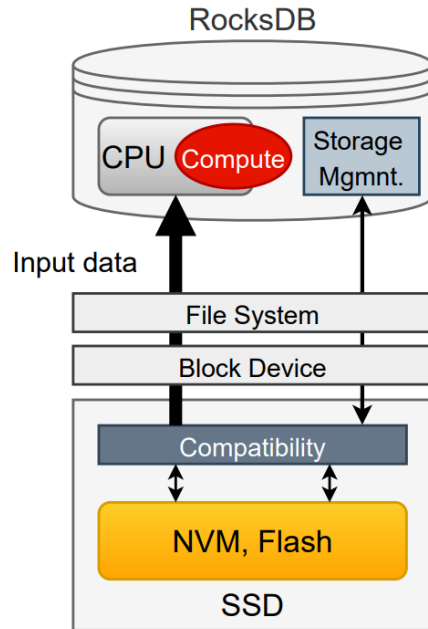 RocksDB
CPU
Compute
Storage
Mgmnt.
Input data
File System
Block Device
Compatibility
NVM, Flash
SSD